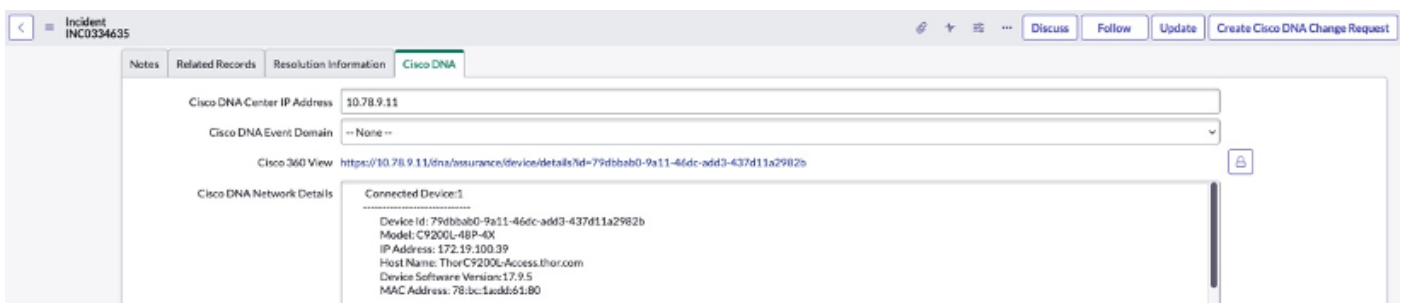 Incident
INC0334635
Discuss
Follow
Update
Create Cisco DNA Change Request
Notes
Related Records
Resolution Information
Cisco DNA
Cisco DNA Center IP Address
10.78.9.11
Cisco DNA Event Domain
-- None --
Cisco 360 View
https://10.78.9.11/dna/assurance/device/details?id=79dbbab0-9a11-46dc-add3-437d11a2982b
Cisco DNA Network Details
Connected Device:1
------------------------------
Device Id: 79dbbab0-9a11-46dc-add3-437d11a2982b
Model: C9200L-48P-4X
IP Address: 172.19.100.39
Host Name: ThorC9200L-Access.thor.com
Device Software Version:17.9.5
MAC Address: 78:bc:1a:dd:61:80